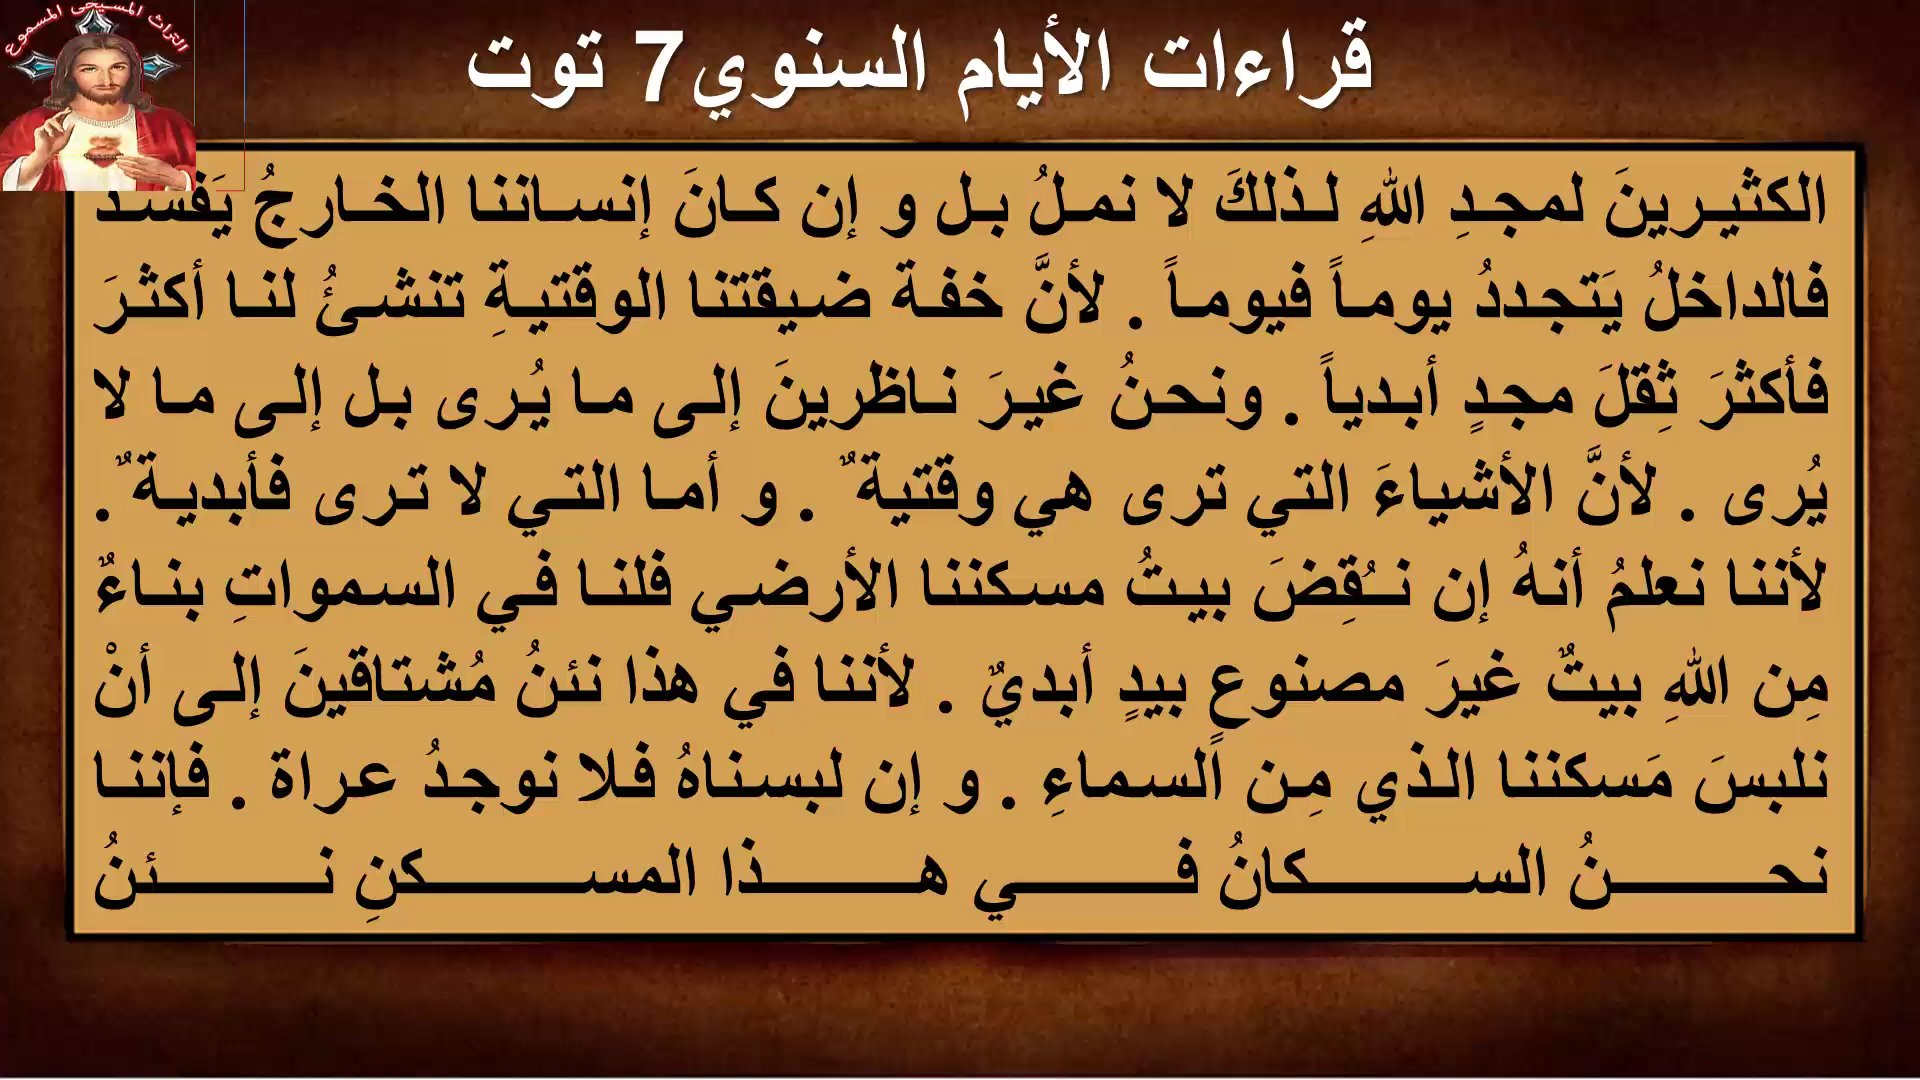 التراث المسيحى المسموع
قراءات الأيام السنوي7 توت
الكثيرينَ لمجدِ اللهِ لذلكَ لا نملُ بل و إن كانَ إنساننا الخارجُ يَفسد
فالداخلُ يَتجددُ يوماً فيوماً . لأنَّ خفة ضيقتنا الوقتيةِ تنشئُ لنا أكثرَ
فأكثرَ ثِقلَ مجدٍ أبدياً . ونحنُ غيرَ ناظرينَ إلى ما يُرى بل إلى ما لا
يُرى . لأنَّ الأشياءَ التي ترى هي وقتيةٌ . و أما التي لا ترى فأبديةٌ .
لأننا نعلمُ أنهُ إن نُقِضَ بيتُ مسكننا الأرضي فلنا في السمواتِ بناءٌ
مِن اللهِ بيتٌ غيرَ مصنوعٍ بيدٍ أبديٌ . لأننا في هذا نئنُ مُشتاقينَ إلى أنْ
نلبسَ مَسكننا الذي مِن السماءِ . و إن لبسناهُ فلا نوجدُ عراة . فإننا
نحنُ السكانُ في هذا المسكنِ نئنُ